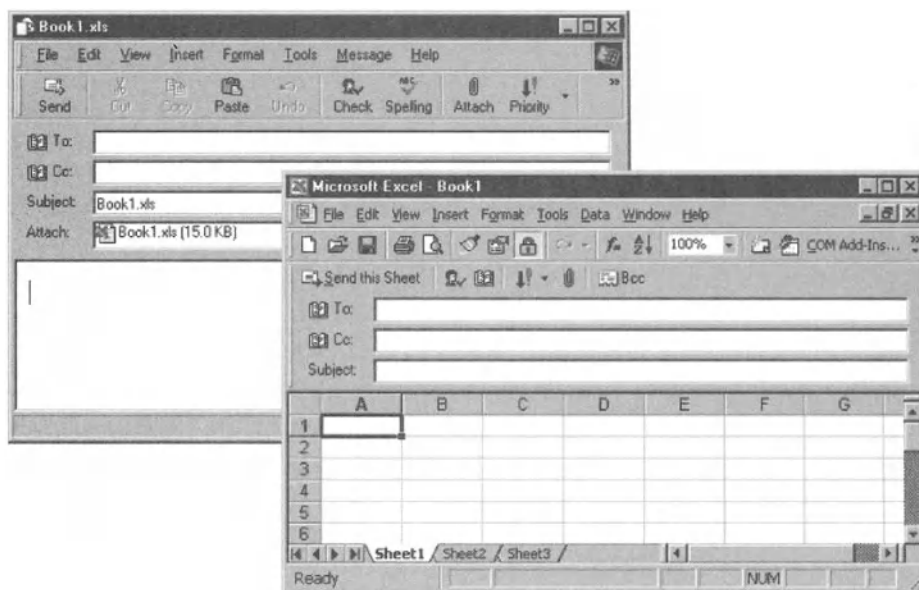 Book1.xls
File Edit View Insert Format Tools Message Help
Send Cut Copy Paste Undo Check Spelling Attach Priority
To:
Cc:
Subject: Book1.xls
Attach: Book1.xls (15.0 KB)
Microsoft Excel - Book1
File Edit View Insert Format Tools Data Window Help
100% COM Add-Ins...
Send this Sheet Bcc
To:
Cc:
Subject:
A B C D E F G
1
2
3
4
5
6
Sheet1 Sheet2 Sheet3
Ready NUM